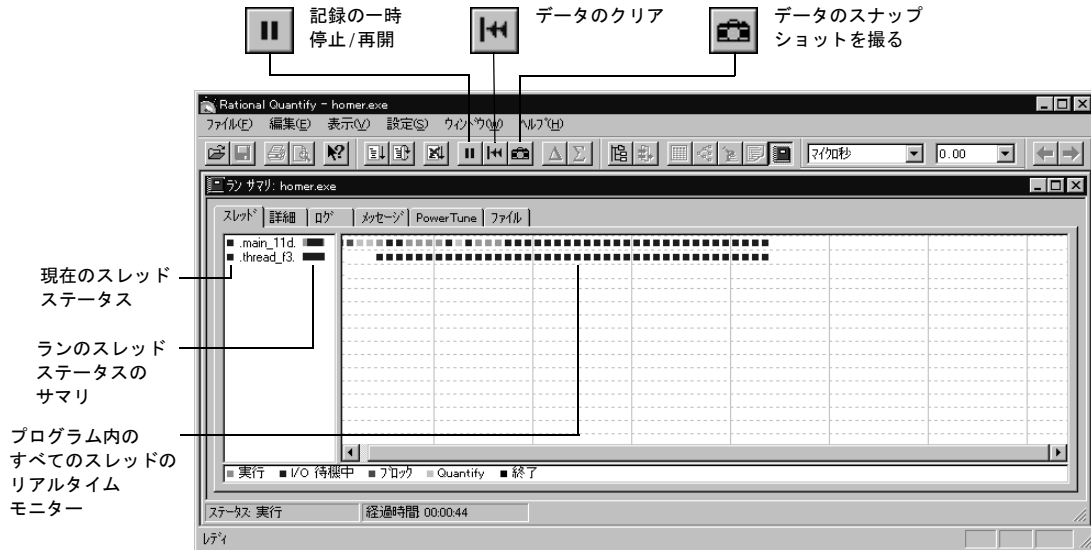 記録の一時
停止/再開
データのクリア
データのスナップ
ショットを撮る
Rational Quantify - homer.exe
ファイル(F) 編集(E) 表示(V) 設定(S) ウィンドウ(W) ヘルプ(H)
マイクロ秒 0.00
ラン サマリ: homer.exe
スレッド 詳細 ログ メッセージ PowerTune ファイル
.main_11d.
.thread_f3.
現在のスレッド
ステータス
ランのスレッド
ステータスの
サマリ
プログラム内の
すべてのスレッドの
リアルタイム
モニター
実行 I/O 待機中 ブロック Quantify 終了
ステータス: 実行 経過時間: 00:00:44
レディ